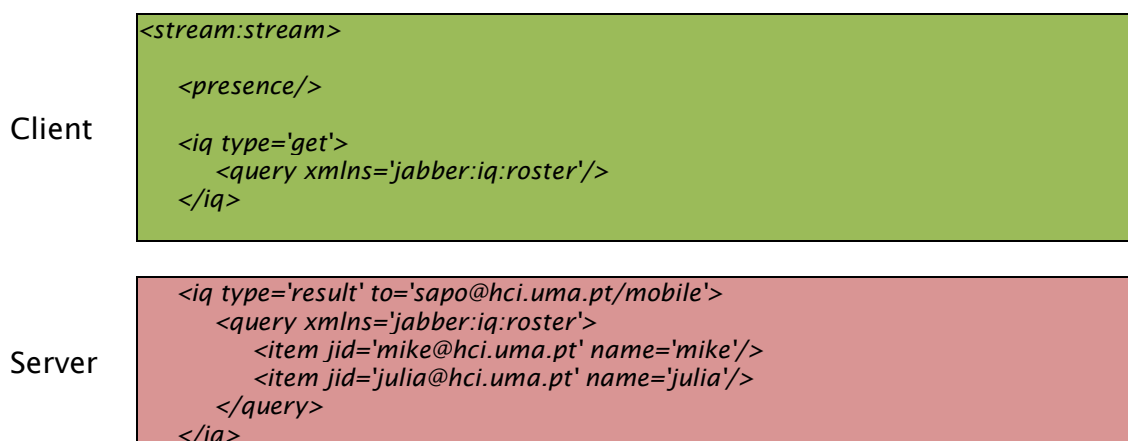 <stream:stream>
<presence/>
Client
<iq type='get'>
<query xmlns='jabber:iq:roster'/>
</iq>
<iq type='result' to='sapo@hci.uma.pt/mobile'>
<query xmlns='jabber:iq:roster'>
<item jid='mike@hci.uma.pt' name='mike'/>
Server
<item jid='julia@hci.uma.pt' name='julia'/>
</query>
</iq>